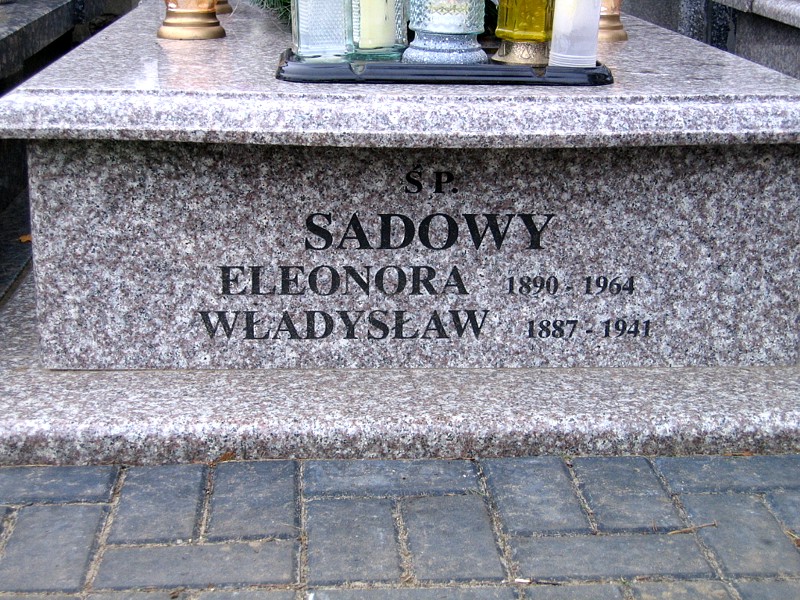 Ś P.
SADOWY
ELEONORA 1890 - 1964
WŁADYSŁAW 1887 - 1941